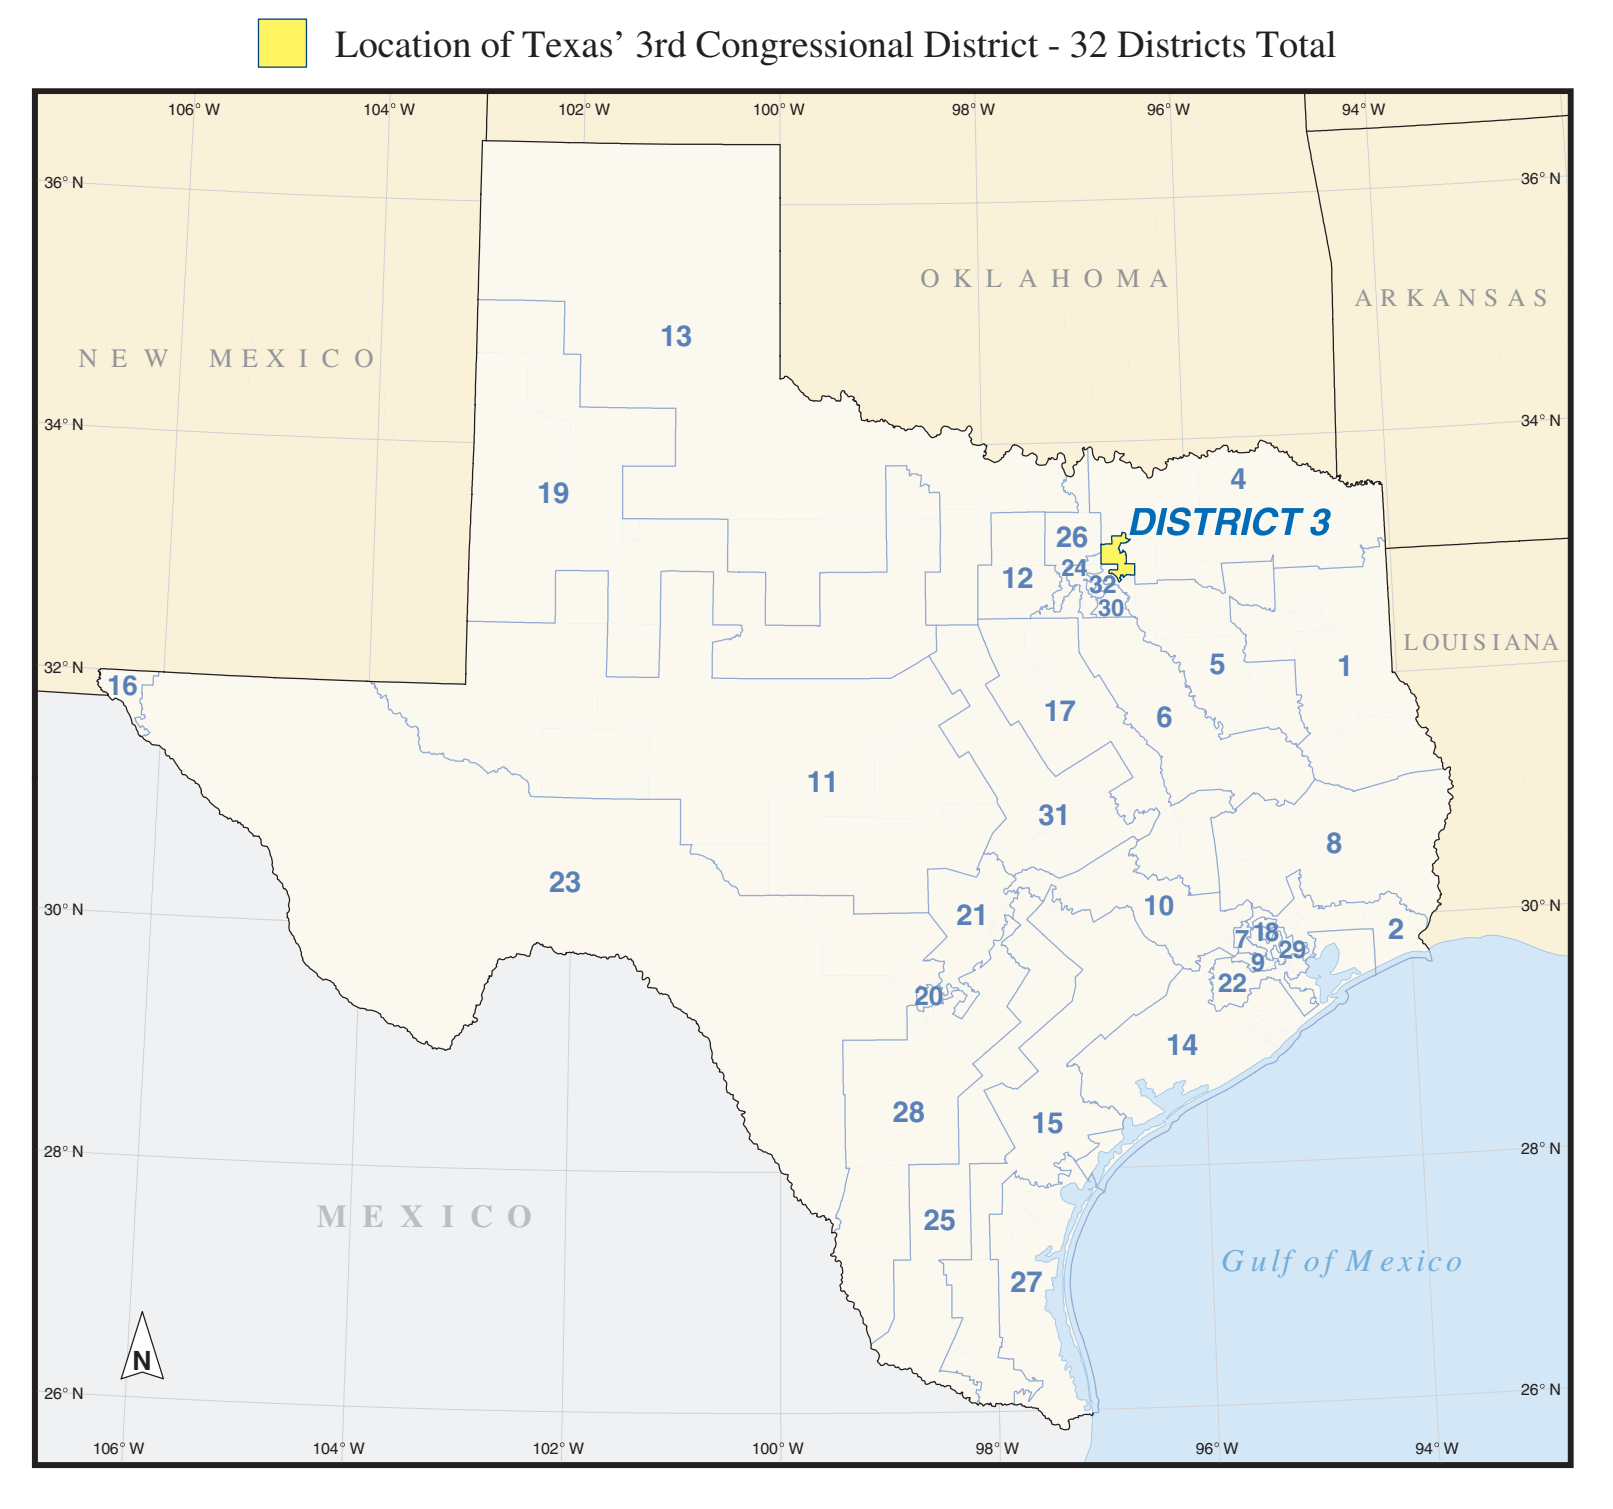 Location of Texas’ 3rd Congressional District - 32 Districts Total
106° W 104° W 102° W 100° W 98° W 96° W 94° W
36° N 36° N
OKLAHOMA
ARKANSAS
13
NEW MEXICO
34° N 34° N
4
19
DISTRICT 3
26
24
12
32
30
LOUISIANA
32° N
5
1
16
17
6
11
31
8
23
10
30° N 30° N
21
2
18
7
29
9
22
20
14
28
15
28° N 28° N
MEXICO
25
Gulf of Mexico
27
N
26° N 26° N
106° W 104° W 102° W 100° W 98° W 96° W 94° W